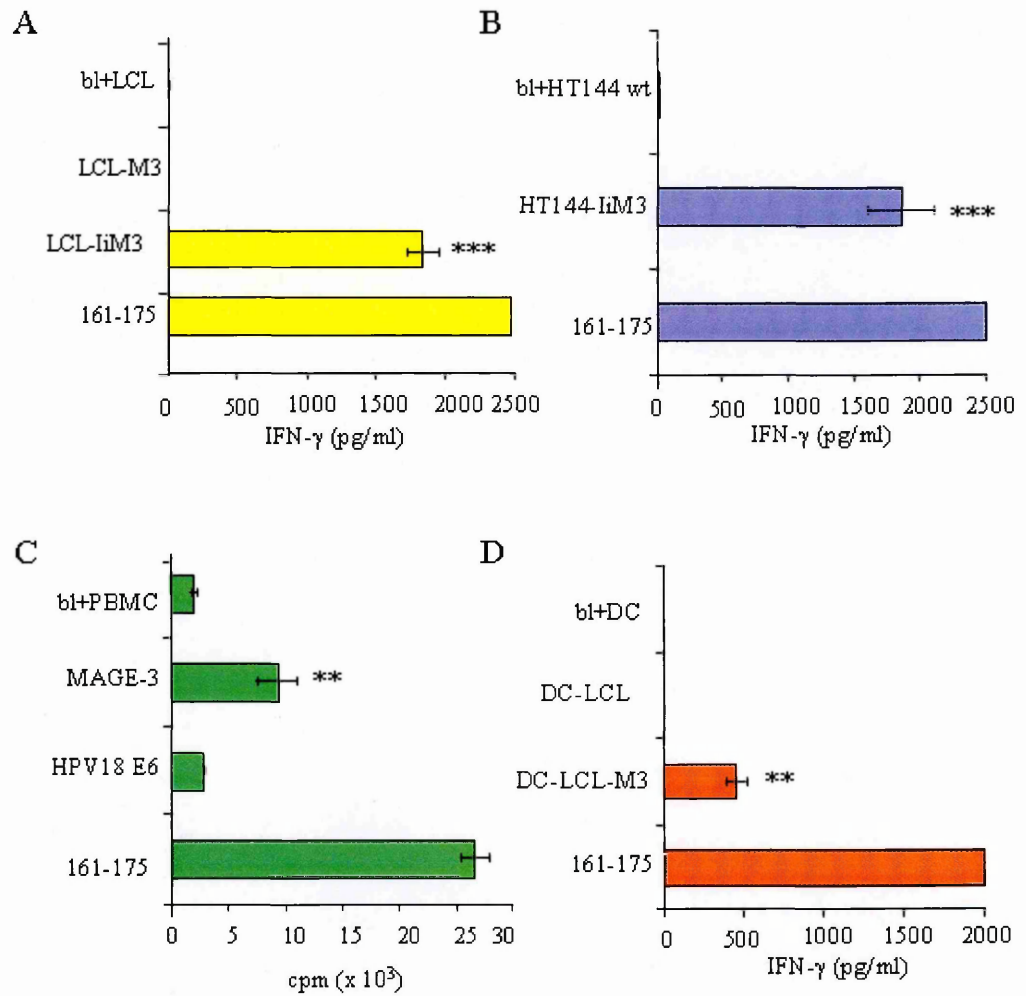 A
bl+LCL
LCL-M3
LCL-IiM3
***
161-175
0 500 1000 1500 2000 2500
IFN-γ (pg/ml)
B
bl+HT144 wt
HT144-IiM3
***
161-175
0 500 1000 1500 2000 2500
IFN-γ (pg/ml)
C
bl+PBMC
MAGE-3
**
HPV18 E6
161-175
0 5 10 15 20 25 30
cpm (x 10³)
D
bl+DC
DC-LCL
DC-LCL-M3
**
161-175
0 500 1000 1500 2000
IFN-γ (pg/ml)